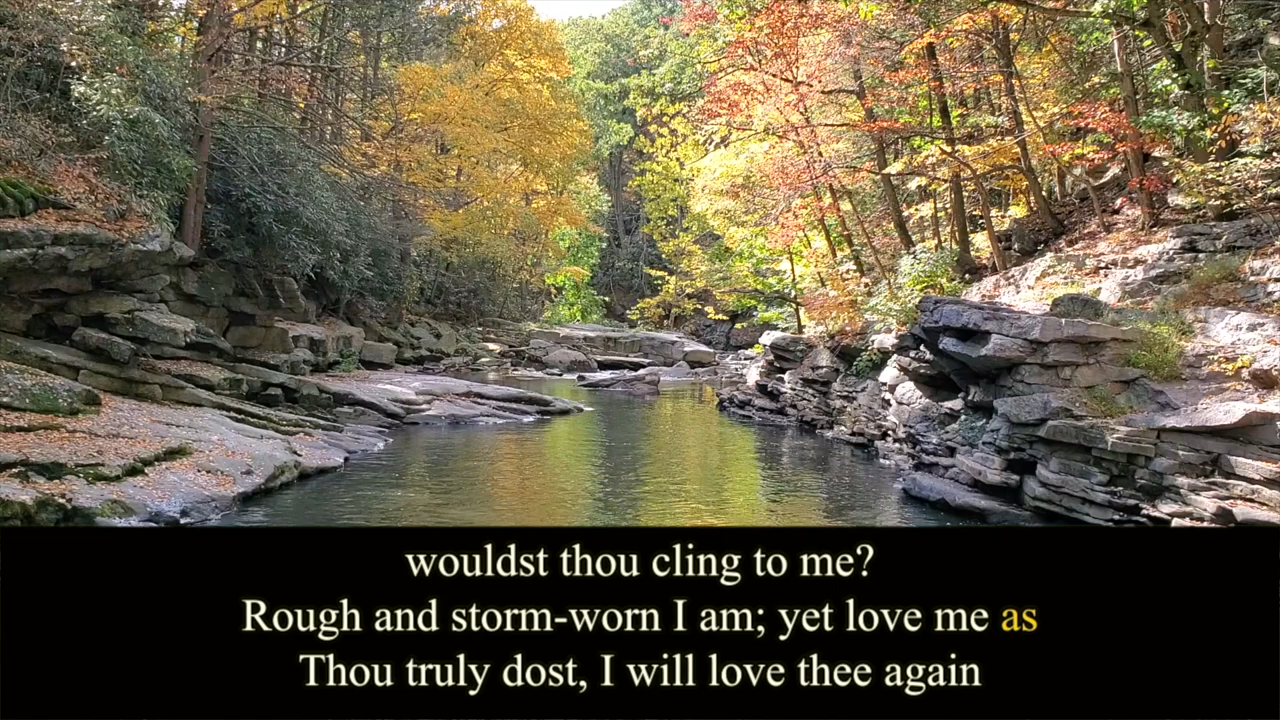 wouldst thou cling to me?
Rough and storm-worn I am; yet love me as
Thou truly dost, I will love thee again